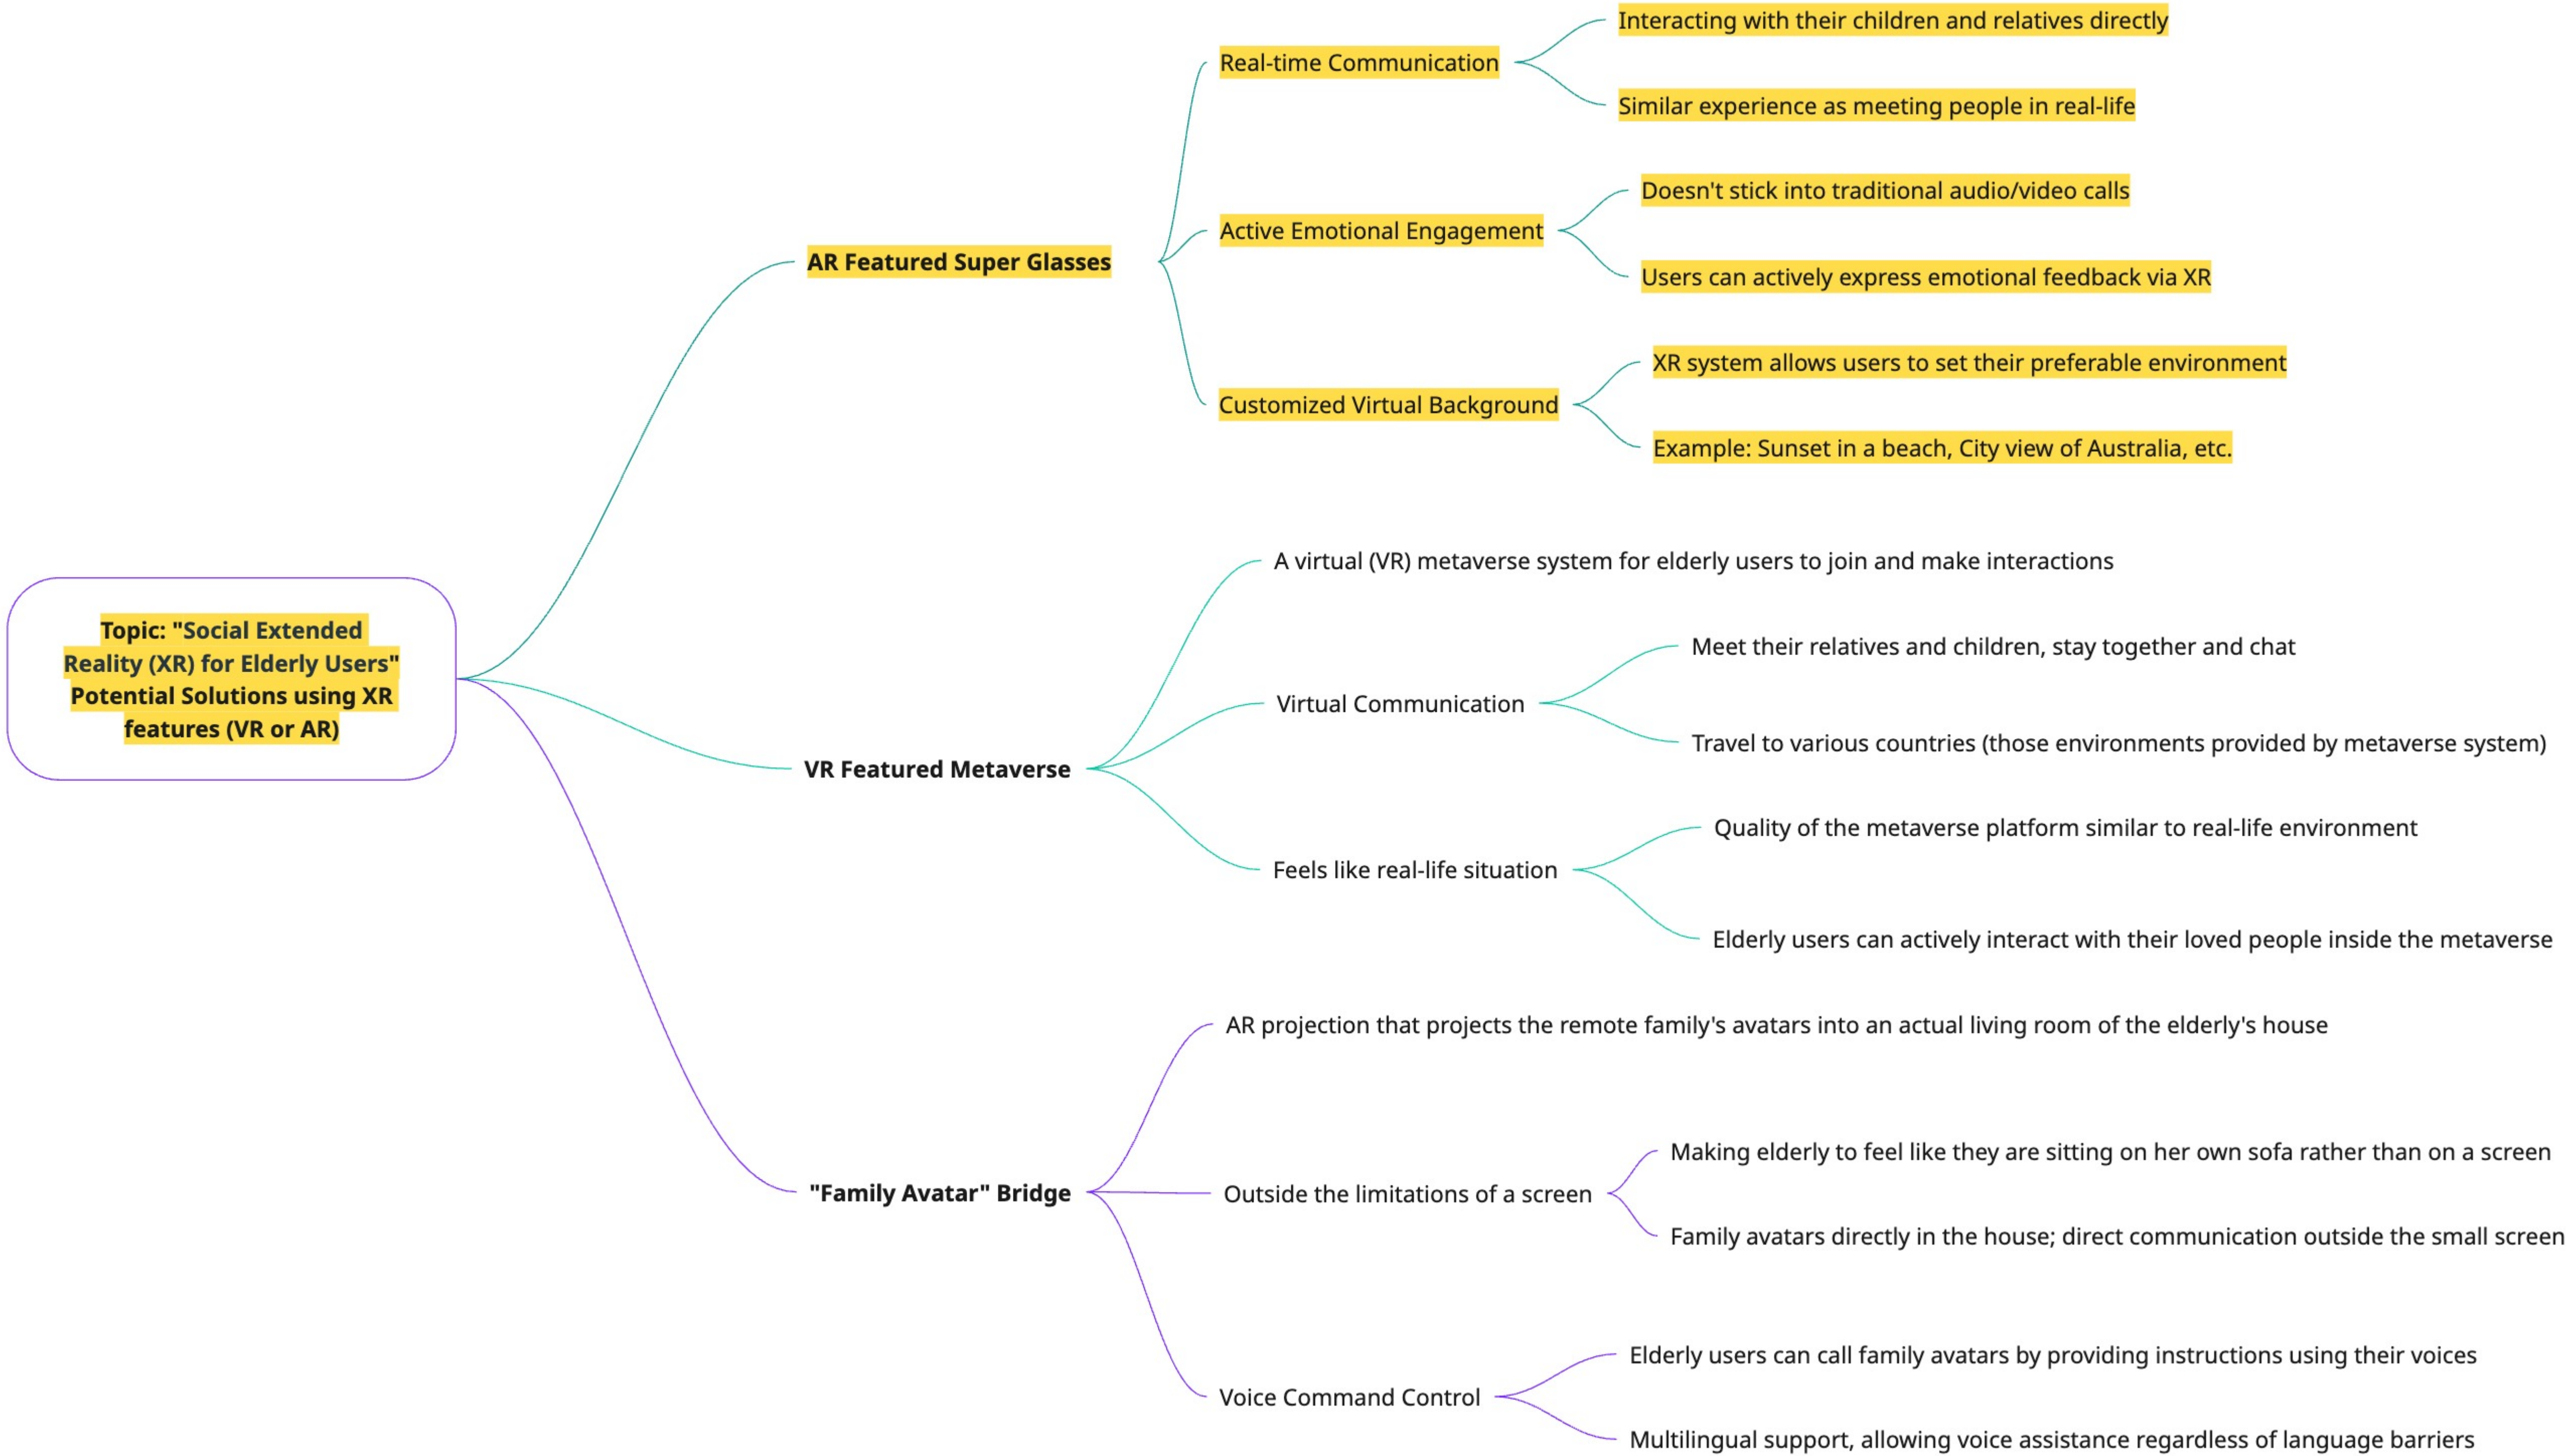 Topic: "Social Extended
Reality (XR) for Elderly Users"
Potential Solutions using XR
features (VR or AR)
AR Featured Super Glasses
Real-time Communication
Interacting with their children and relatives directly
Similar experience as meeting people in real-life
Active Emotional Engagement
Doesn't stick into traditional audio/video calls
Users can actively express emotional feedback via XR
Customized Virtual Background
XR system allows users to set their preferable environment
Example: Sunset in a beach, City view of Australia, etc.
VR Featured Metaverse
A virtual (VR) metaverse system for elderly users to join and make interactions
Virtual Communication
Meet their relatives and children, stay together and chat
Travel to various countries (those environments provided by metaverse system)
Feels like real-life situation
Quality of the metaverse platform similar to real-life environment
Elderly users can actively interact with their loved people inside the metaverse
"Family Avatar" Bridge
AR projection that projects the remote family's avatars into an actual living room of the elderly's house
Outside the limitations of a screen
Making elderly to feel like they are sitting on her own sofa rather than on a screen
Family avatars directly in the house; direct communication outside the small screen
Voice Command Control
Elderly users can call family avatars by providing instructions using their voices
Multilingual support, allowing voice assistance regardless of language barriers